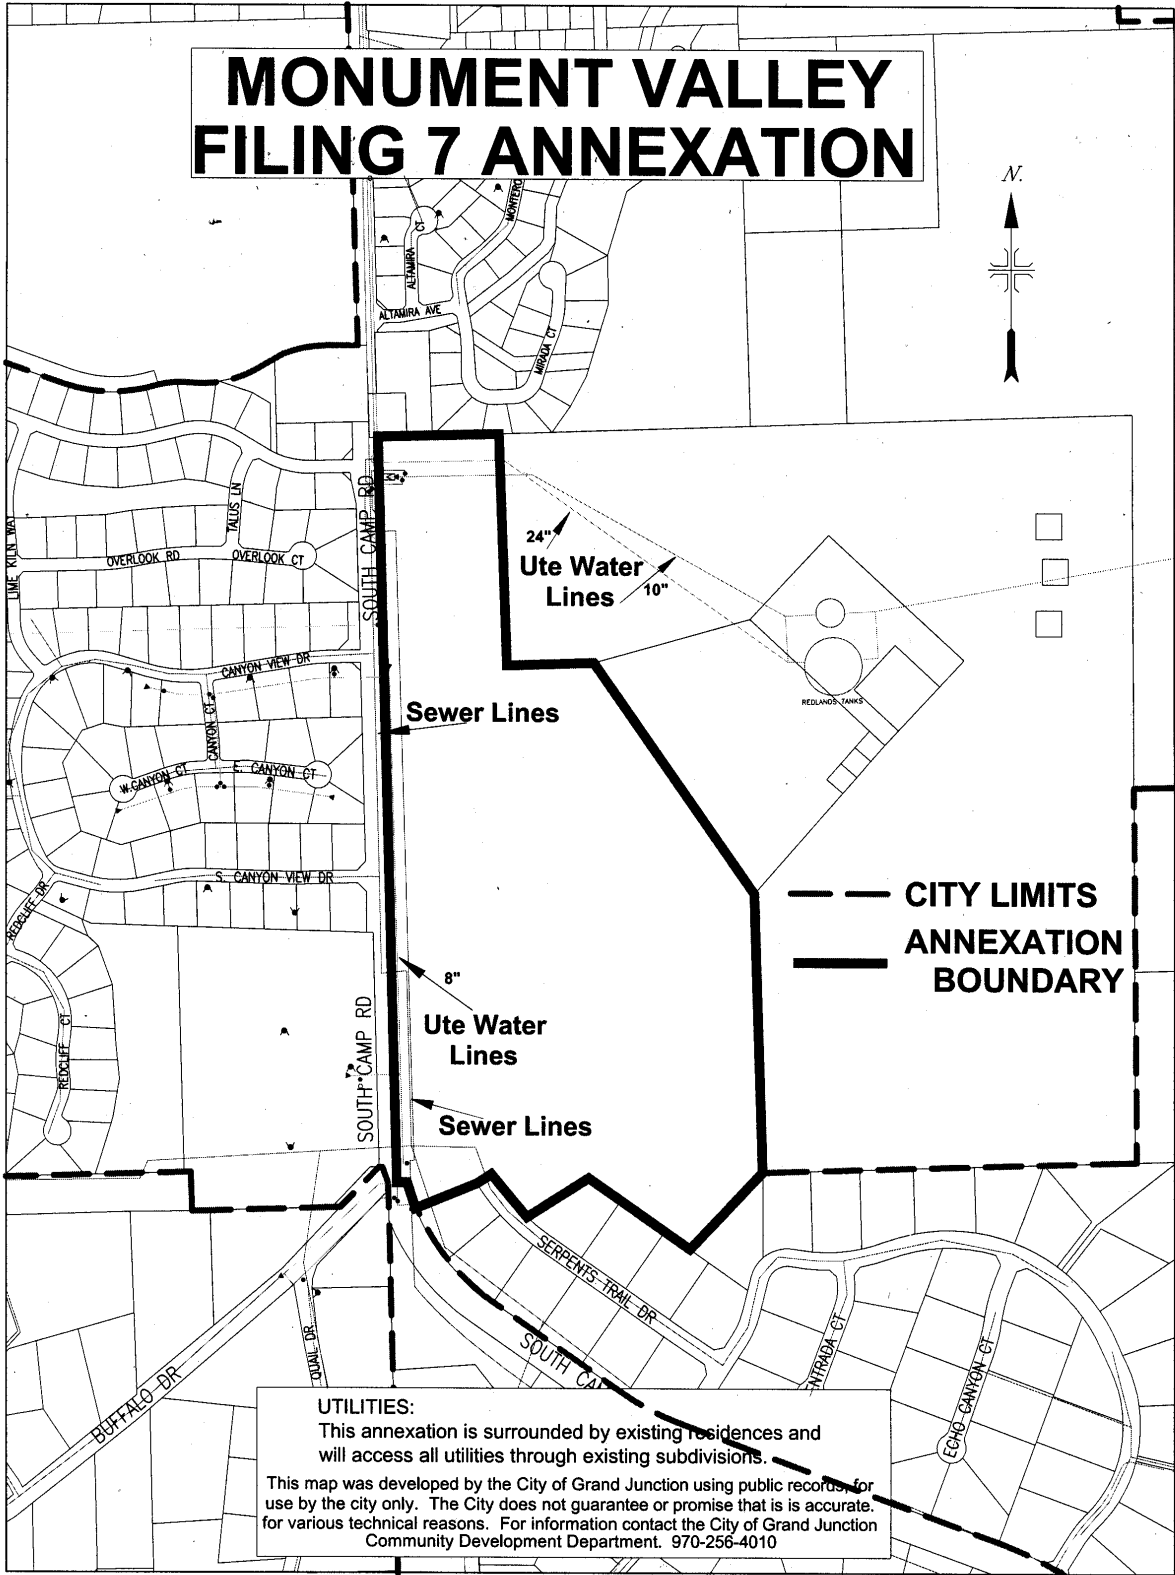 MONUMENT VALLEY
FILING 7 ANNEXATION
N.
MONTERO
ALTAMIRA CT
ALTAMIRA AVE
MIRADA CT
SOUTH CAMP RD
TALUS LN
LIME KILN WAY
OVERLOOK RD
OVERLOOK CT
24"
Ute Water
Lines
10"
CANYON VIEW DR
REDLANDS TANKS
Sewer Lines
CANYON CT
W. CANYON CT
E. CANYON CT
S. CANYON VIEW DR
REDCLIFF DR
CITY LIMITS
ANNEXATION
BOUNDARY
8"
Ute Water
Lines
SOUTH CAMP RD
REDCLIFF CT
Sewer Lines
SERPENTS TRAIL DR
QUAIL DR
SOUTH CA
NTRADA CT
ECHO CANYON CT
BUFFALO DR
UTILITIES:
This annexation is surrounded by existing residences and
will access all utilities through existing subdivisions.
This map was developed by the City of Grand Junction using public records, for
use by the city only. The City does not guarantee or promise that is is accurate.
for various technical reasons. For information contact the City of Grand Junction
Community Development Department. 970-256-4010